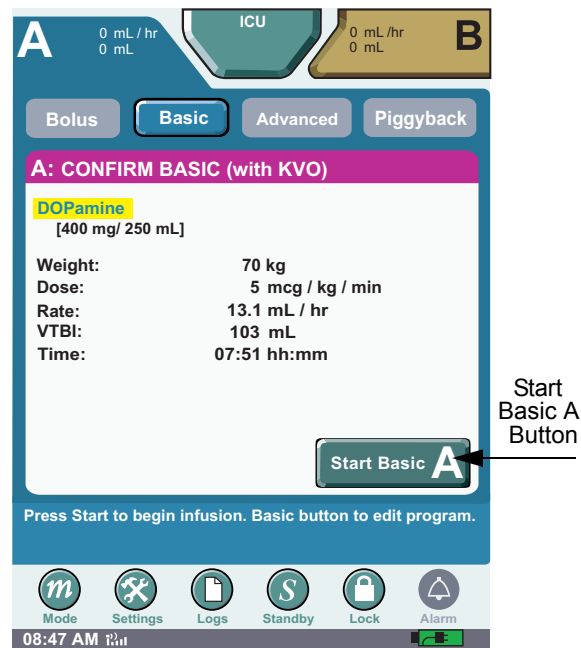 A
0 mL / hr
0 mL
ICU
0 mL /hr
0 mL
B
Bolus
Basic
Advanced
Piggyback
A: CONFIRM BASIC (with KVO)
DOPamine
[400 mg/ 250 mL]
Weight: 70 kg
Dose: 5 mcg / kg / min
Rate: 13.1 mL / hr
VTBI: 103 mL
Time: 07:51 hh:mm
Start Basic A
Start
Basic A
Button
Press Start to begin infusion. Basic button to edit program.
m
S
Mode
Settings
Logs
Standby
Lock
Alarm
08:47 AM